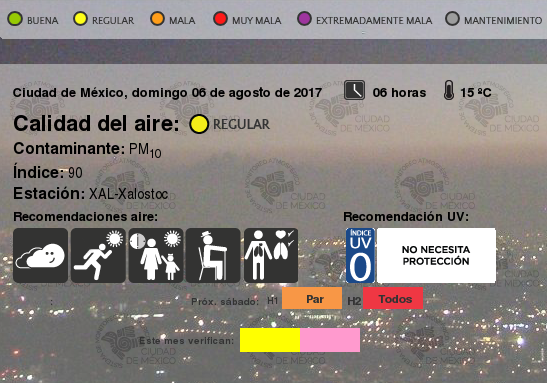 BUENA REGULAR MALA MUY MALA EXTREMADAMENTE MALA MANTENIMIENTO
Ciudad de México, domingo 06 de agosto de 2017 06 horas 15 ºC
Calidad del aire: REGULAR
Contaminante: PM10
Índice: 90
Estación: XAL-Xalostoc
Recomendaciones aire: Recomendación UV:
ÍNDICE
UV
0
NO NECESITA
PROTECCIÓN
: Próx. sábado: H1 Par H2 Todos
Este mes verifican:
CIUDAD
DE MÉXICO